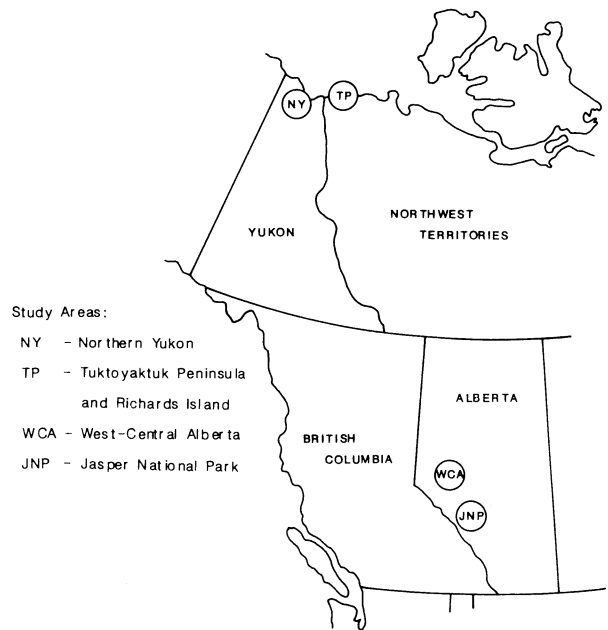 NY
TP
NORTHWEST
TERRITORIES
YUKON
Study Areas:
NY – Northern Yukon
TP – Tuktoyaktuk Peninsula
and Richards Island
WCA – West-Central Alberta
JNP – Jasper National Park
ALBERTA
BRITISH
COLUMBIA
WCA
JNP